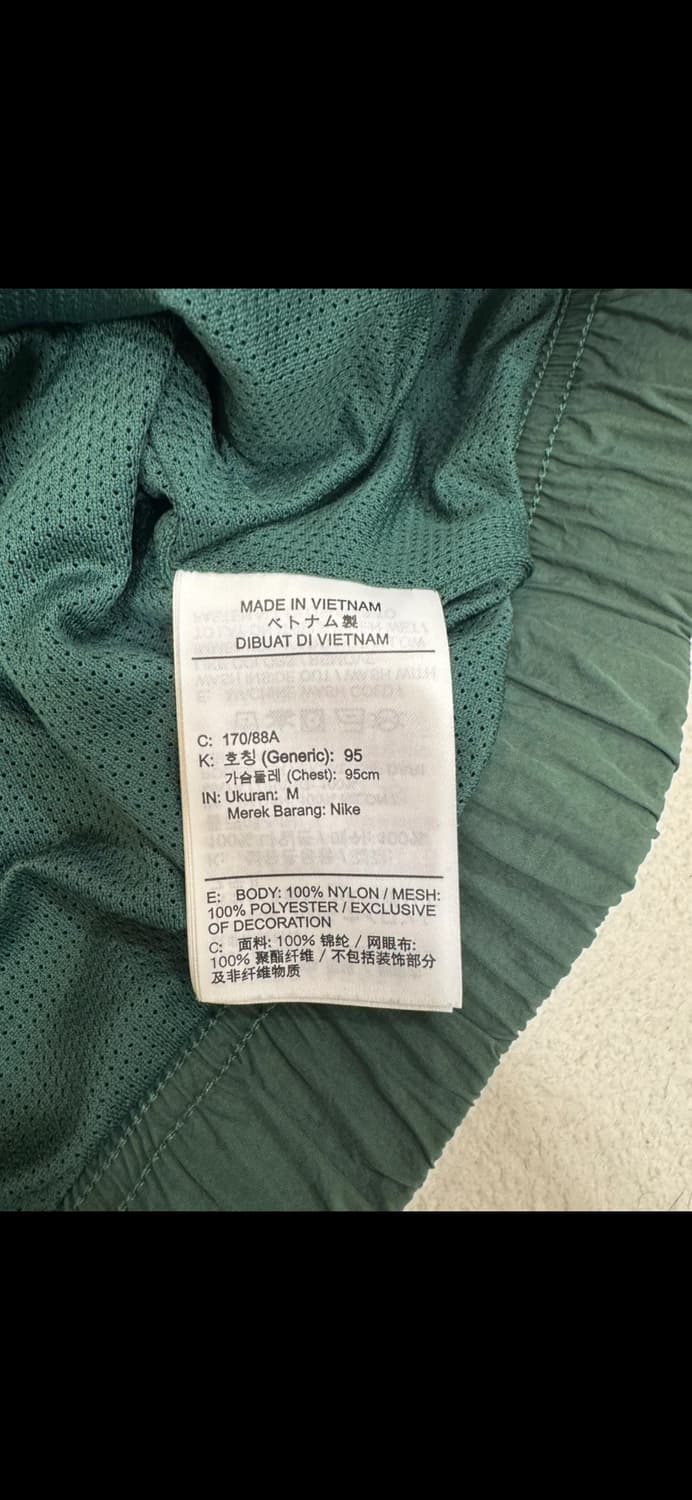 MADE IN VIETNAM
ベトナム製
DIBUAT DI VIETNAM
C: 170/88A
K: 호칭 (Generic): 95
가슴둘레 (Chest): 95cm
IN: Ukuran: M
Merek Barang: Nike
E: BODY: 100% NYLON / MESH:
100% POLYESTER / EXCLUSIVE
OF DECORATION
C: 面料: 100% 锦纶 / 网眼布:
100% 聚酯纤维 / 不包括装饰部分
及非纤维物质